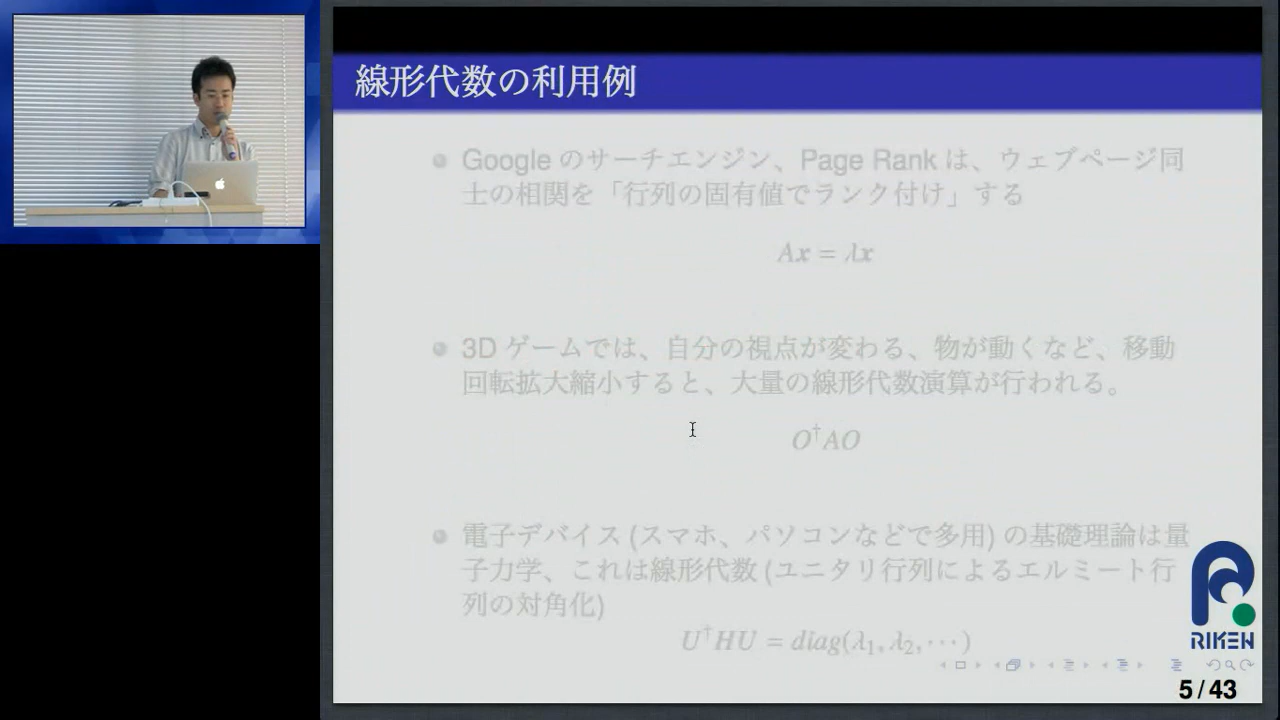 線形代数の利用例
Google のサーチエンジン、Page Rank は、ウェブページ同
士の相関を「行列の固有値でランク付け」する
Ax = λx
3D ゲームでは、自分の視点が変わる、物が動くなど、移動
回転拡大縮小すると、大量の線形代数演算が行われる。
O†AO
電子デバイス (スマホ、パソコンなどで多用) の基礎理論は量
子力学、これは線形代数 (ユニタリ行列によるエルミート行
列の対角化)
U†HU = diag(λ1, λ2, ⋯)
RIKEN
5 / 43